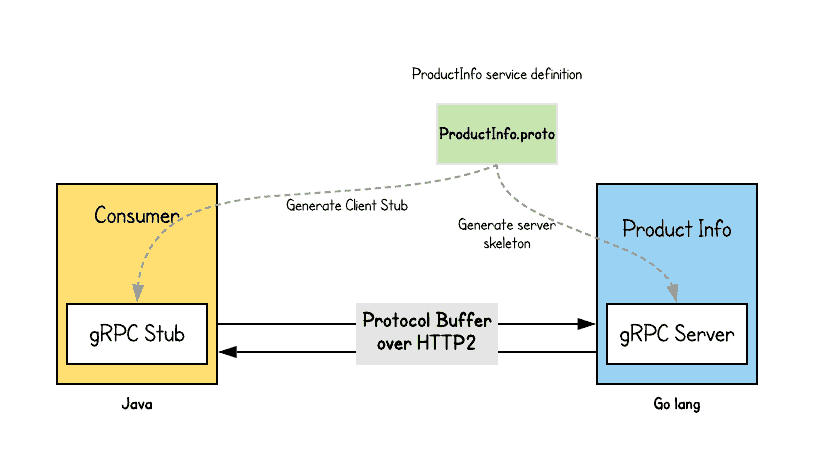 ProductInfo service definition
ProductInfo.proto
Consumer
Generate Client Stub
Generate server
skeleton
Product Info
gRPC Stub
Protocol Buffer
over HTTP2
gRPC Server
Java
Go lang